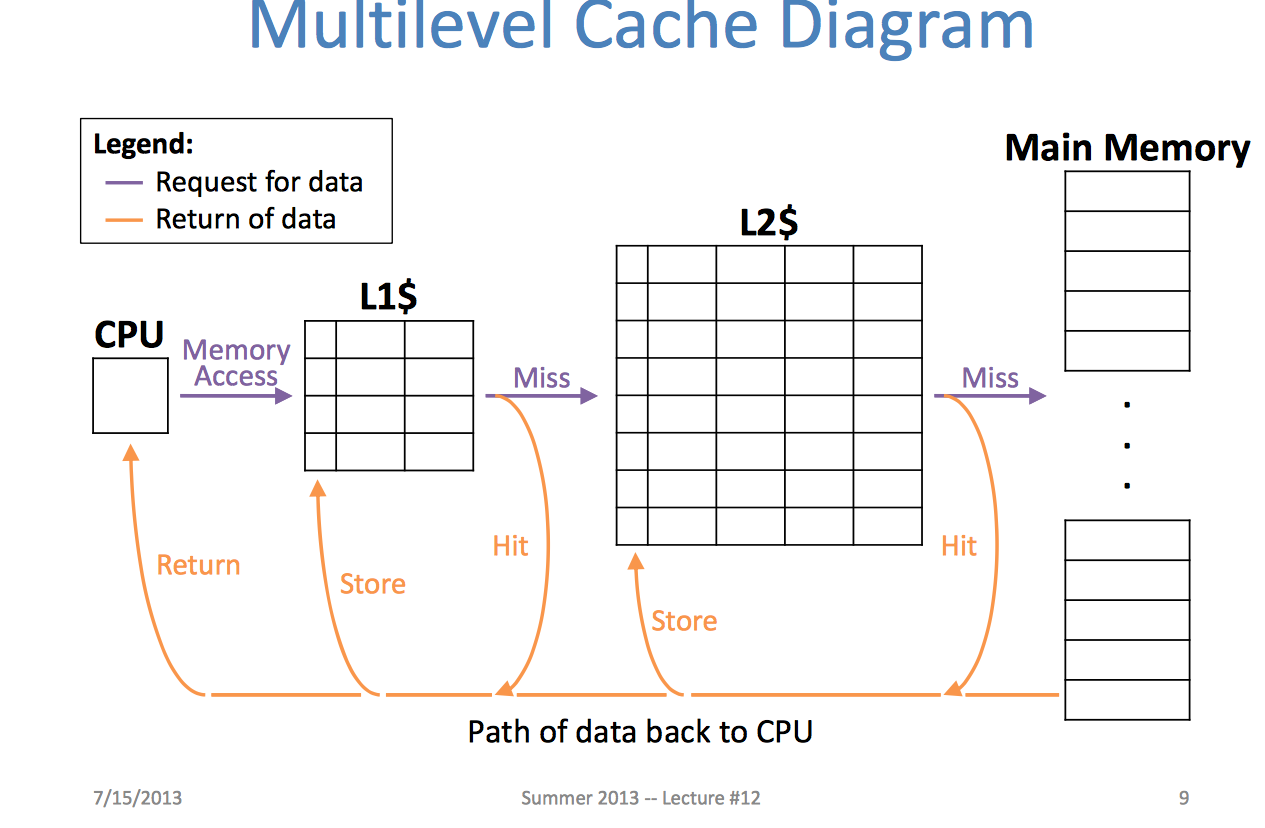 Multilevel Cache Diagram
Legend:
Request for data
Return of data
Main Memory
L2$
L1$
CPU
Memory
Access
Miss
Miss
Hit
Hit
Return
Store
Store
Path of data back to CPU
7/15/2013
Summer 2013 -- Lecture #12
9